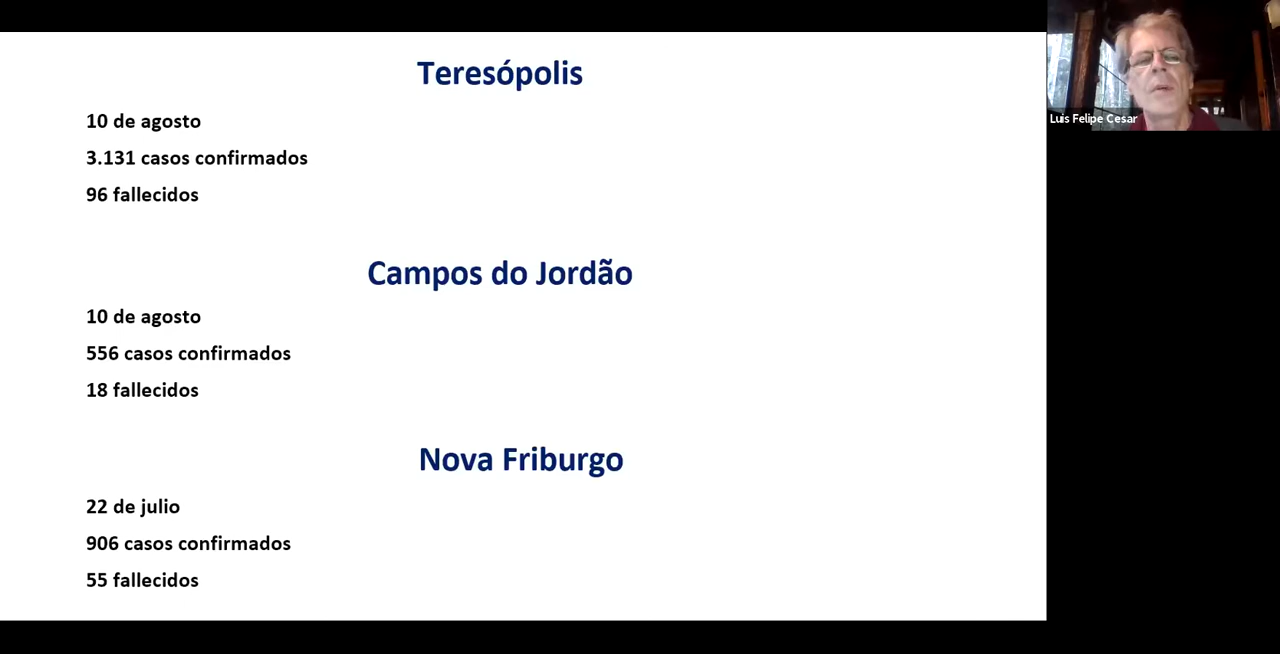 Teresópolis
10 de agosto
3.131 casos confirmados
96 fallecidos
Campos do Jordão
10 de agosto
556 casos confirmados
18 fallecidos
Nova Friburgo
22 de julio
906 casos confirmados
55 fallecidos
Luis Felipe Cesar